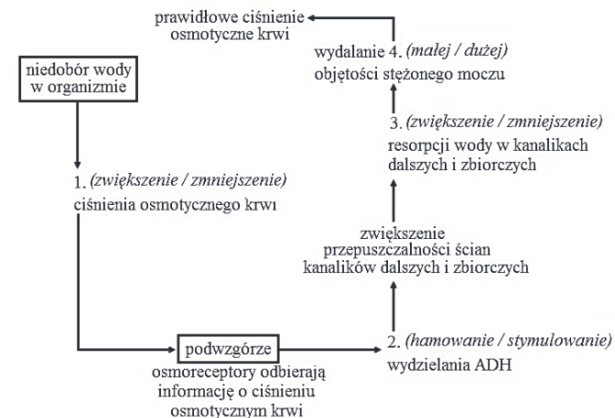 prawidłowe ciśnienie
osmotyczne krwi
wydalanie 4. (małej / dużej)
objętości stężonego moczu
niedobór wody
w organizmie
3. (zwiększenie / zmniejszenie)
resorpcji wody w kanalikach
dalszych i zbiorczych
1. (zwiększenie / zmniejszenie)
ciśnienia osmotycznego krwi
zwiększenie
przepuszczalności ścian
kanalików dalszych i zbiorczych
podwzgórze
osmoreceptory odbierają
informację o ciśnieniu
osmotycznym krwi
2. (hamowanie / stymulowanie)
wydzielania ADH